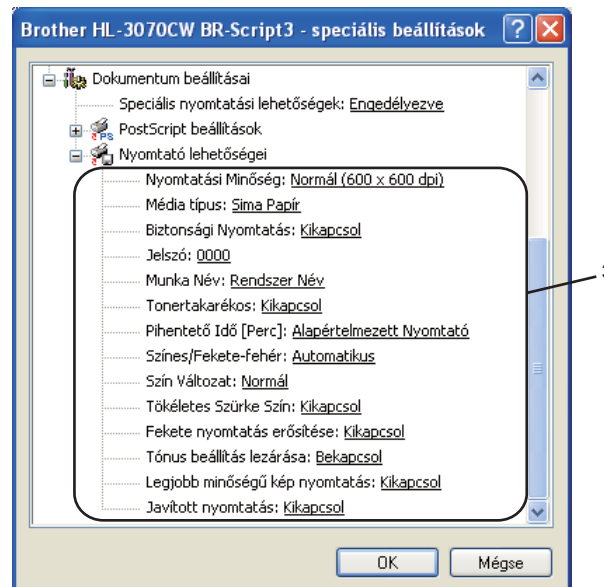 Brother HL-3070CW BR-Script3 - speciális beállítások
Dokumentum beállításai
Speciális nyomtatási lehetőségek: Engedélyezve
PostScript beállítások
Nyomtató lehetőségei
Nyomtatási Minőség: Normál (600 x 600 dpi)
Média típus: Sima Papír
Biztonsági Nyomtatás: Kikapcsol
Jelszó: 0000
Munka Név: Rendszer Név
Tonertakarékos: Kikapcsol
Pihentető Idő [Perc]: Alapértelmezett Nyomtató
Színes/Fekete-fehér: Automatikus
Szín Változat: Normál
Tökéletes Szürke Szín: Kikapcsol
Fekete nyomtatás erősítése: Kikapcsol
Tónus beállítás lezárása: Bekapcsol
Legjobb minőségű kép nyomtatás: Kikapcsol
Javított nyomtatás: Kikapcsol
OK Mégse